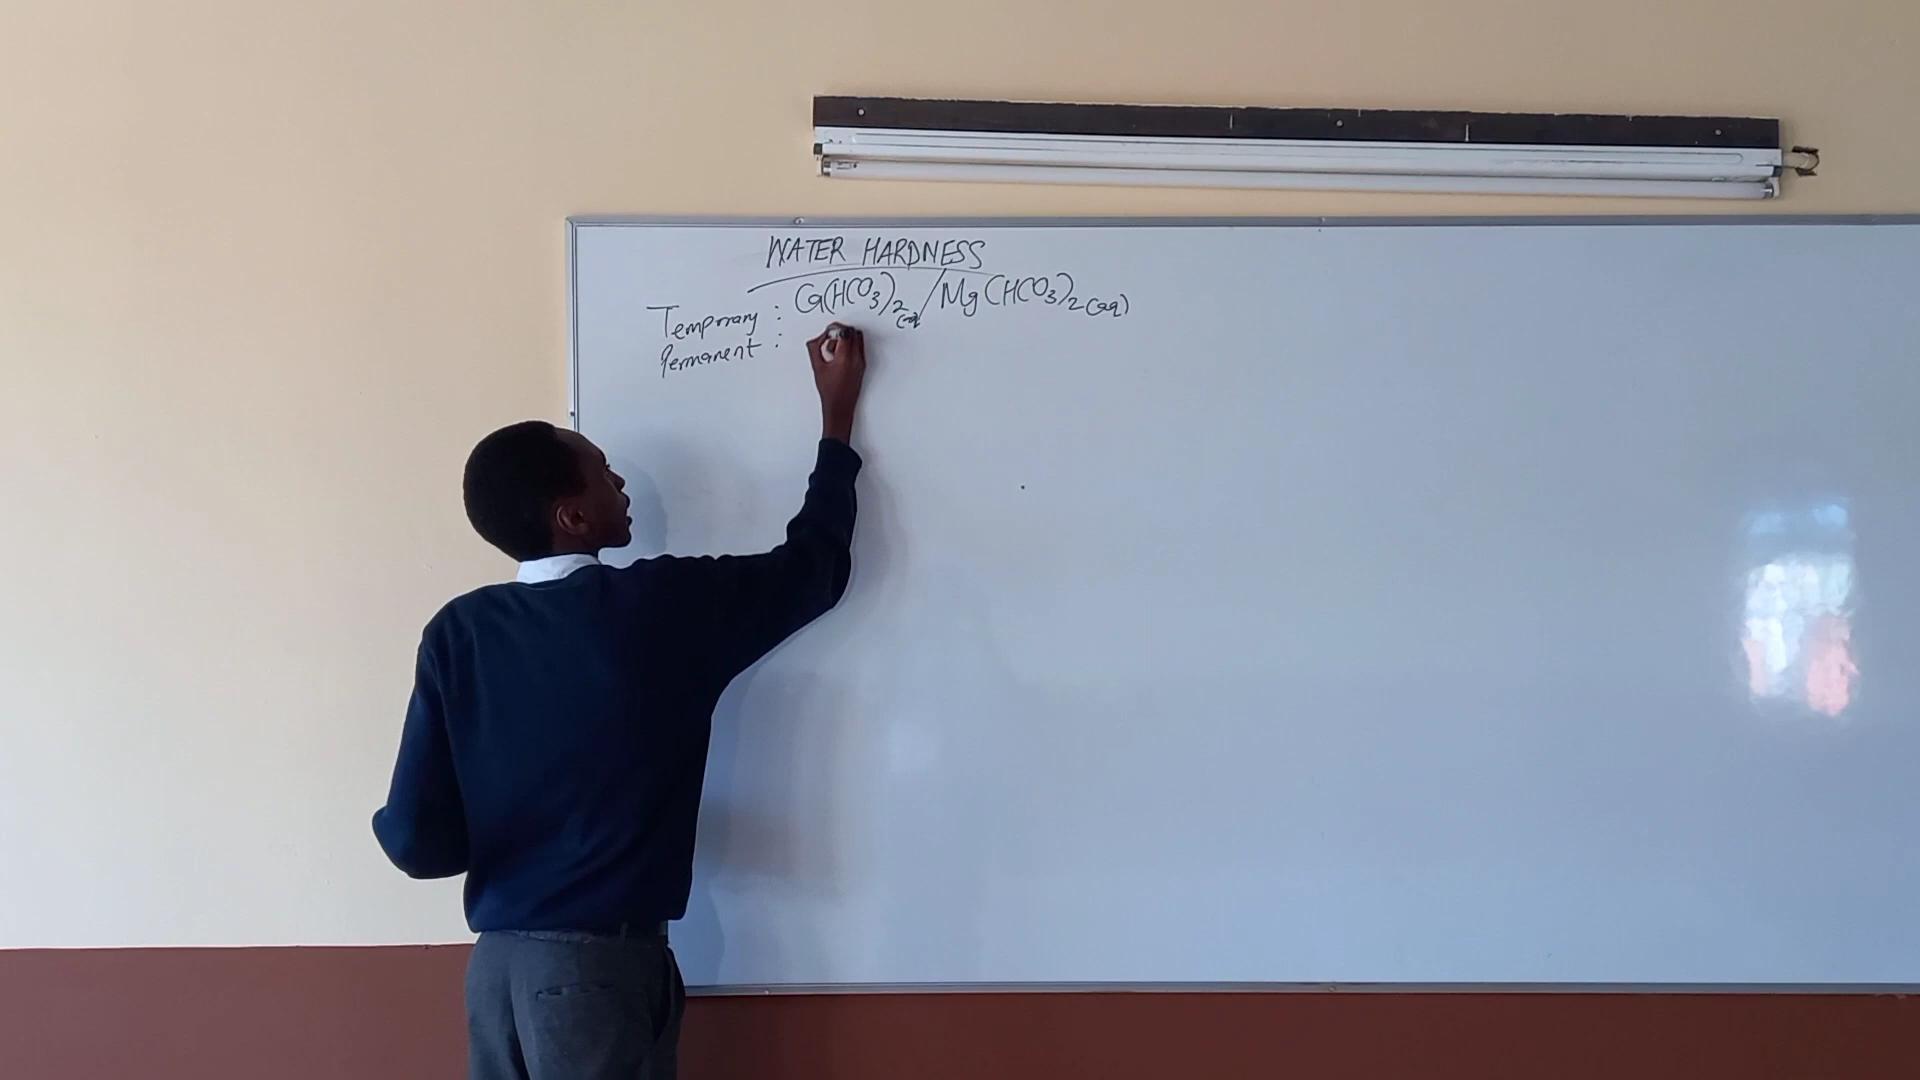 WATER HARDNESS
Temporary : Ca(HCO3)2(aq) / Mg(HCO3)2(aq)
Permanent :